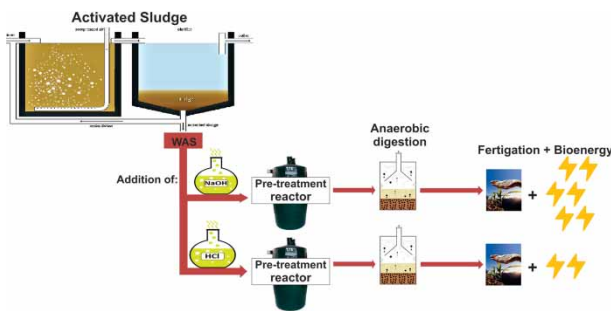 Activated Sludge
WAS
Addition of:
NaOH
Pre-treatment
reactor
Anaerobic
digestion
Fertigation + Bioenergy
+
HCl
Pre-treatment
reactor
+